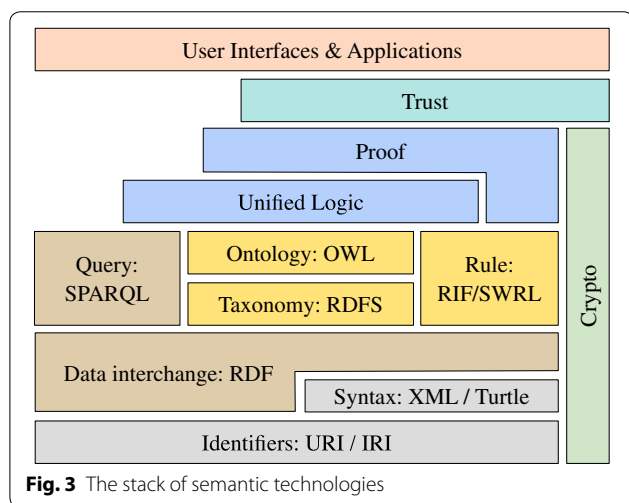 User Interfaces & Applications
Trust
Proof
Unified Logic
Query:
SPARQL
Ontology: OWL
Taxonomy: RDFS
Rule:
RIF/SWRL
Crypto
Data interchange: RDF
Syntax: XML / Turtle
Identifiers: URI / IRI
Fig. 3 The stack of semantic technologies